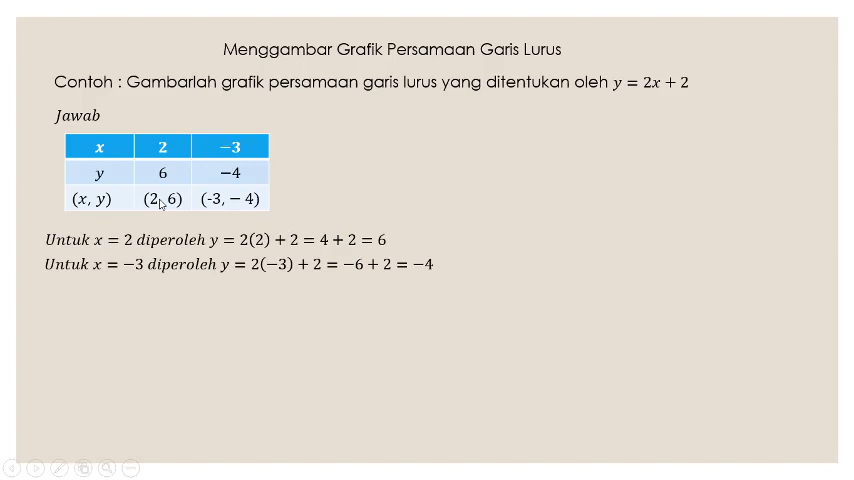 Menggambar Grafik Persamaan Garis Lurus
Contoh : Gambarlah grafik persamaan garis lurus yang ditentukan oleh y = 2x + 2
Jawab
x 2 −3
y 6 −4
(x, y) (2, 6) (-3, − 4)
Untuk x = 2 diperoleh y = 2(2) + 2 = 4 + 2 = 6
Untuk x = −3 diperoleh y = 2(−3) + 2 = −6 + 2 = −4